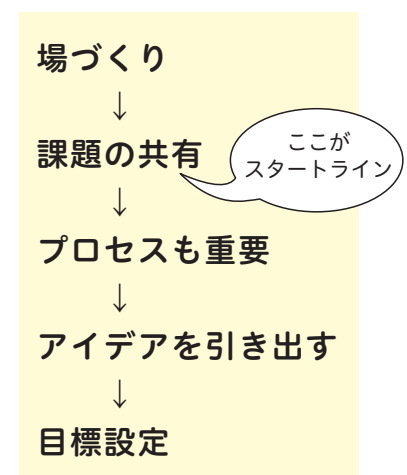 場づくり
↓
課題の共有
ここが
スタートライン
↓
プロセスも重要
↓
アイデアを引き出す
↓
目標設定